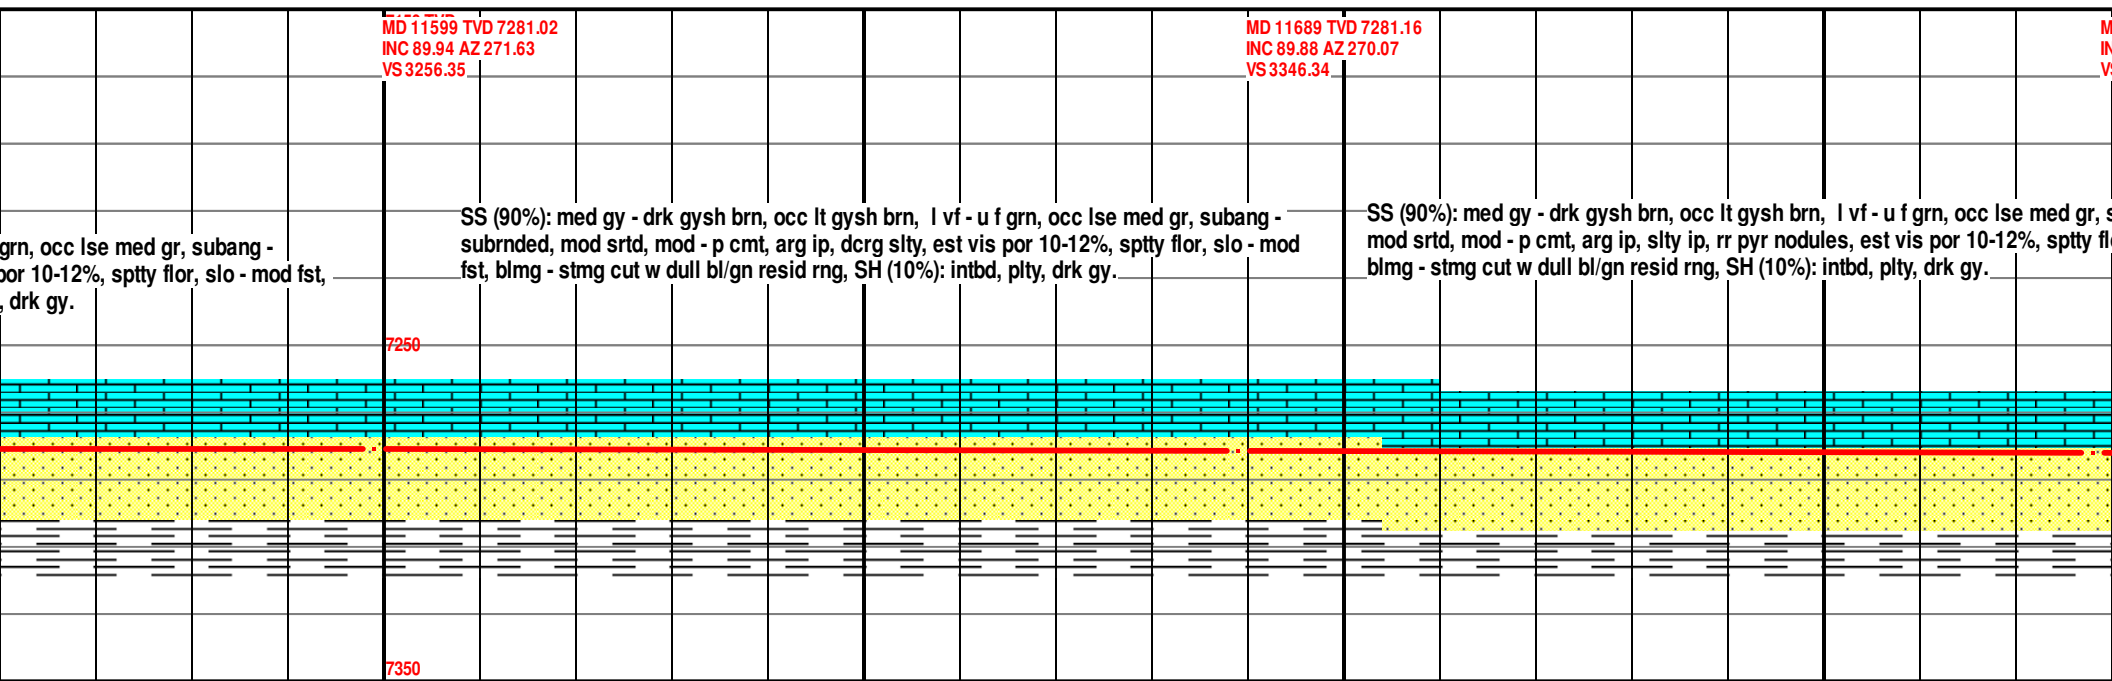 MD 11599 TVD 7281.02
INC 89.94 AZ 271.63
VS 3256.35
MD 11689 TVD 7281.16
INC 89.88 AZ 270.07
VS 3346.34
grn, occ lse med gr, subang -
por 10-12%, sptty flor, slo - mod fst,
, drk gy.
SS (90%): med gy - drk gysh brn, occ lt gysh brn, l vf - u f grn, occ lse med gr, subang -
subrnded, mod srtd, mod - p cmt, arg ip, dcrg slty, est vis por 10-12%, sptty flor, slo - mod
fst, blmg - stmg cut w dull bl/gn resid rng, SH (10%): intbd, plty, drk gy.
SS (90%): med gy - drk gysh brn, occ lt gysh brn, l vf - u f grn, occ lse med gr,
mod srtd, mod - p cmt, arg ip, slty ip, rr pyr nodules, est vis por 10-12%, sptty
blmg - stmg cut w dull bl/gn resid rng, SH (10%): intbd, plty, drk gy.
7250
7350